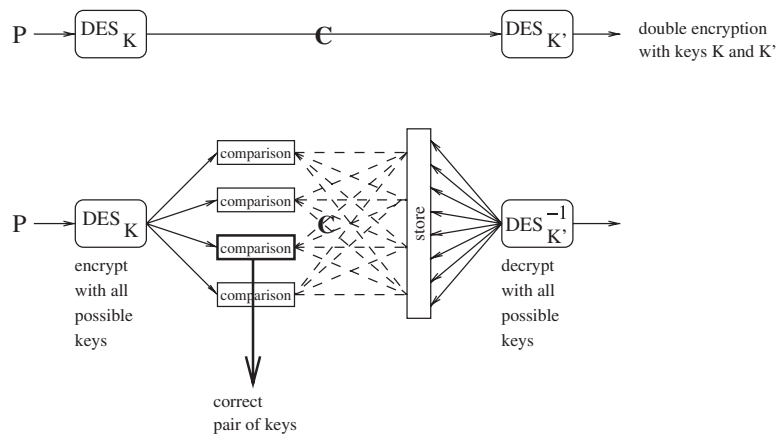 P
DES K
C
DES K'
double encryption
with keys K and K'
comparison
comparison
comparison
comparison
P
DES K
C
store
DES -1 K'
encrypt
with all
possible
keys
decrypt
with all
possible
keys
correct
pair of keys